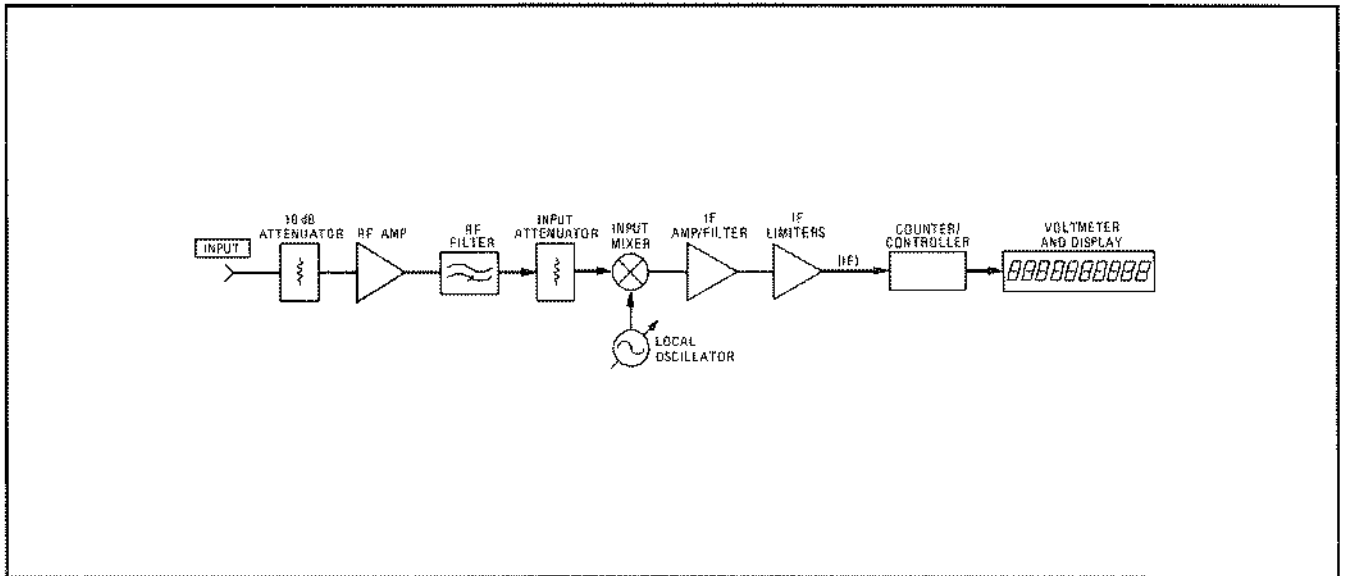 INPUT
10 dB
ATTENUATOR
RF AMP
RF
FILTER
INPUT
ATTENUATOR
INPUT
MIXER
LOCAL
OSCILLATOR
IF
AMP/FILTER
IF
LIMITERS
(IF)
COUNTER/
CONTROLLER
VOLTMETER
AND DISPLAY